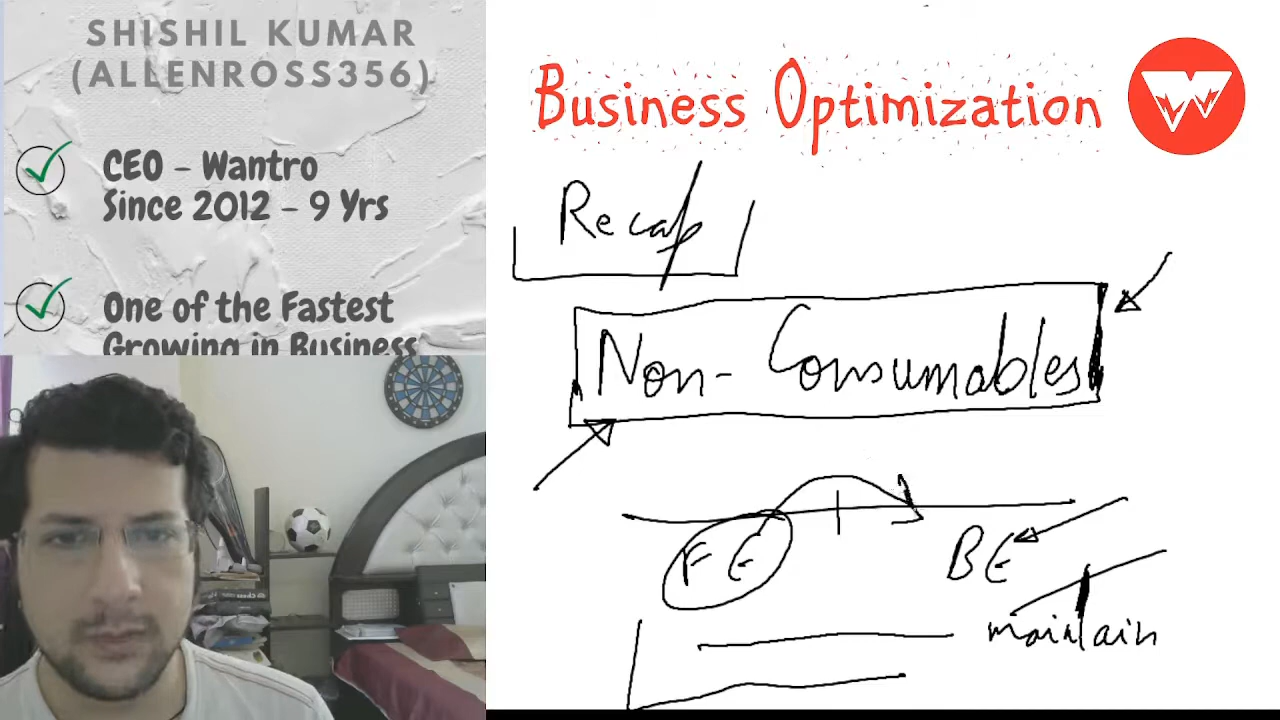 SHISHIL KUMAR
(ALLENROSS356)
CEO - Wantro
Since 2012 - 9 Yrs
One of the Fastest
Growing in Business
Business Optimization
W
Recap
Non-Consumables
FE
BE
maintain